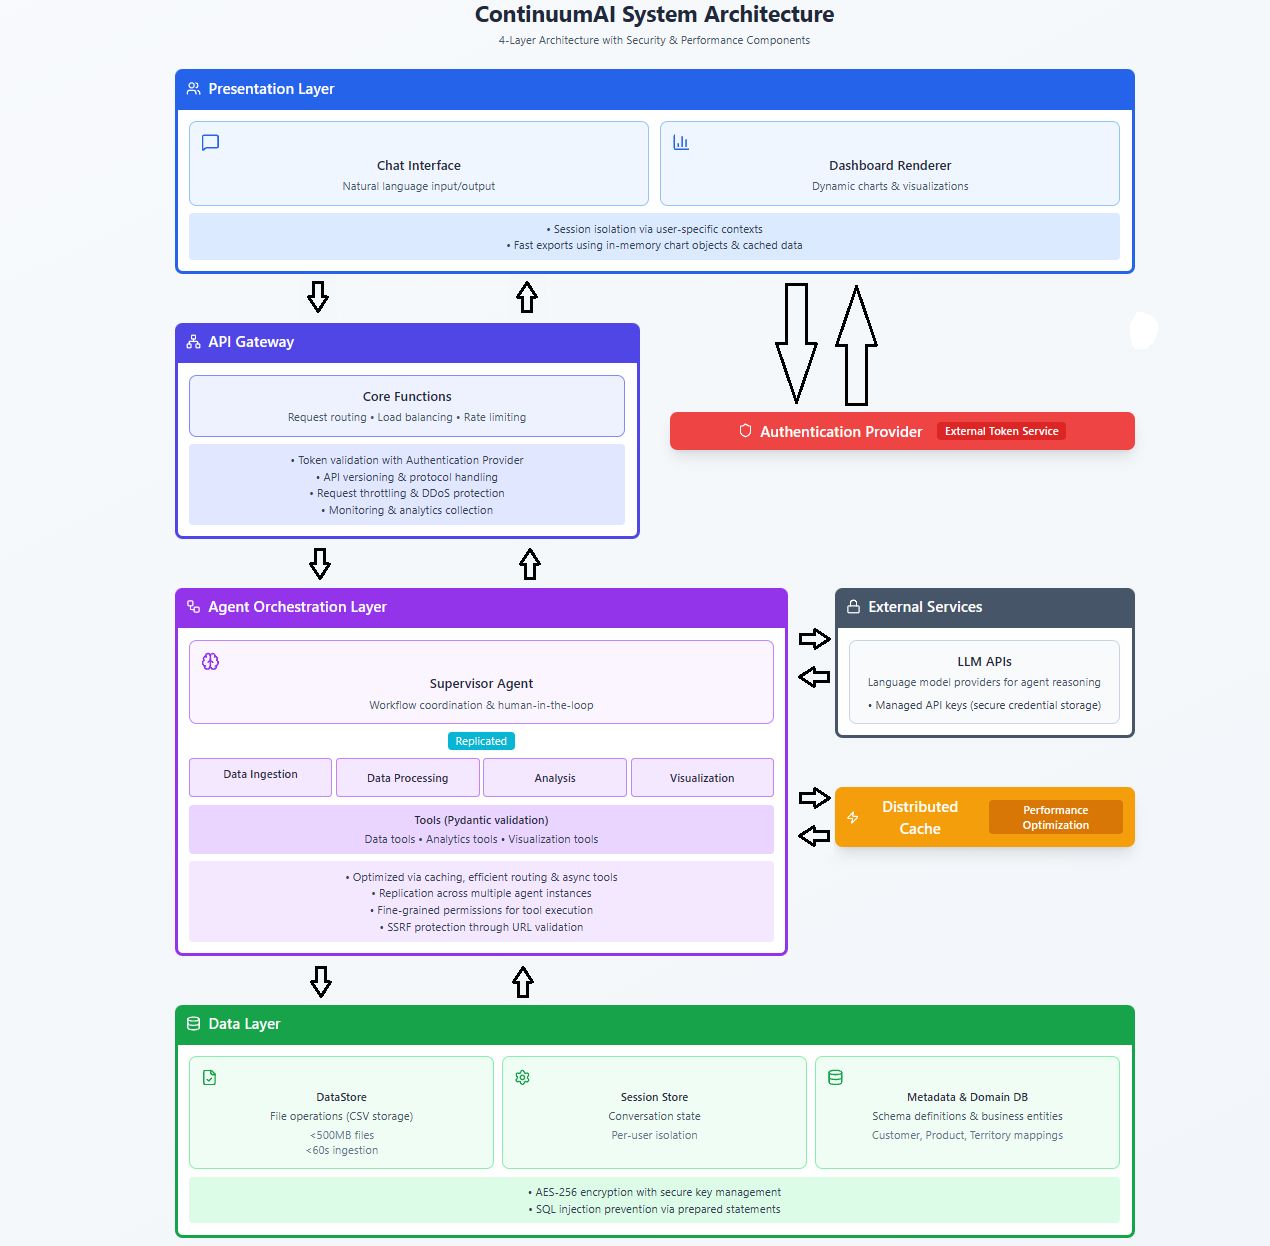 ContinuumAI System Architecture
4-Layer Architecture with Security & Performance Components
Presentation Layer
Chat Interface
Natural language input/output
Dashboard Renderer
Dynamic charts & visualizations
• Session isolation via user-specific contexts
• Fast exports using in-memory chart objects & cached data
API Gateway
Core Functions
Request routing • Load balancing • Rate limiting
• Token validation with Authentication Provider
• API versioning & protocol handling
• Request throttling & DDoS protection
• Monitoring & analytics collection
Authentication Provider
External Token Service
Agent Orchestration Layer
Supervisor Agent
Workflow coordination & human-in-the-loop
Replicated
Data Ingestion
Data Processing
Analysis
Visualization
Tools (Pydantic validation)
Data tools • Analytics tools • Visualization tools
• Optimized via caching, efficient routing & async tools
• Replication across multiple agent instances
• Fine-grained permissions for tool execution
• SSRF protection through URL validation
External Services
LLM APIs
Language model providers for agent reasoning
• Managed API keys (secure credential storage)
Distributed
Cache
Performance
Optimization
Data Layer
DataStore
File operations (CSV storage)
<500MB files
<60s ingestion
Session Store
Conversation state
Per-user isolation
Metadata & Domain DB
Schema definitions & business entities
Customer, Product, Territory mappings
• AES-256 encryption with secure key management
• SQL injection prevention via prepared statements